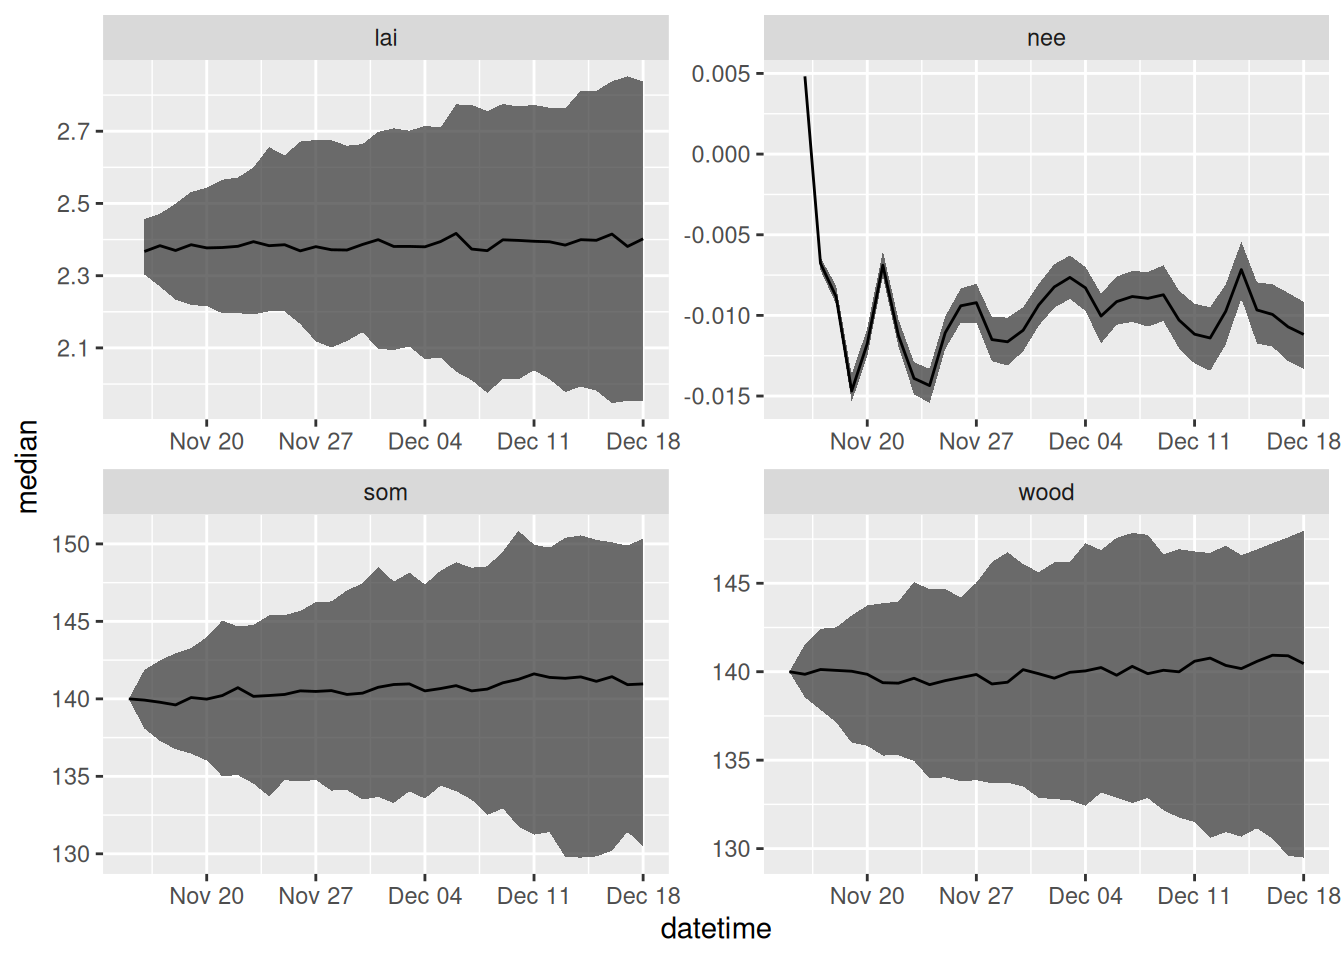 lai
nee
2.7
2.5
2.3
2.1
0.005
0.000
-0.005
-0.010
-0.015
Nov 20 Nov 27 Dec 04 Dec 11 Dec 18
Nov 20 Nov 27 Dec 04 Dec 11 Dec 18
median
som
wood
150
145
140
135
130
145
140
135
130
Nov 20 Nov 27 Dec 04 Dec 11 Dec 18
Nov 20 Nov 27 Dec 04 Dec 11 Dec 18
datetime